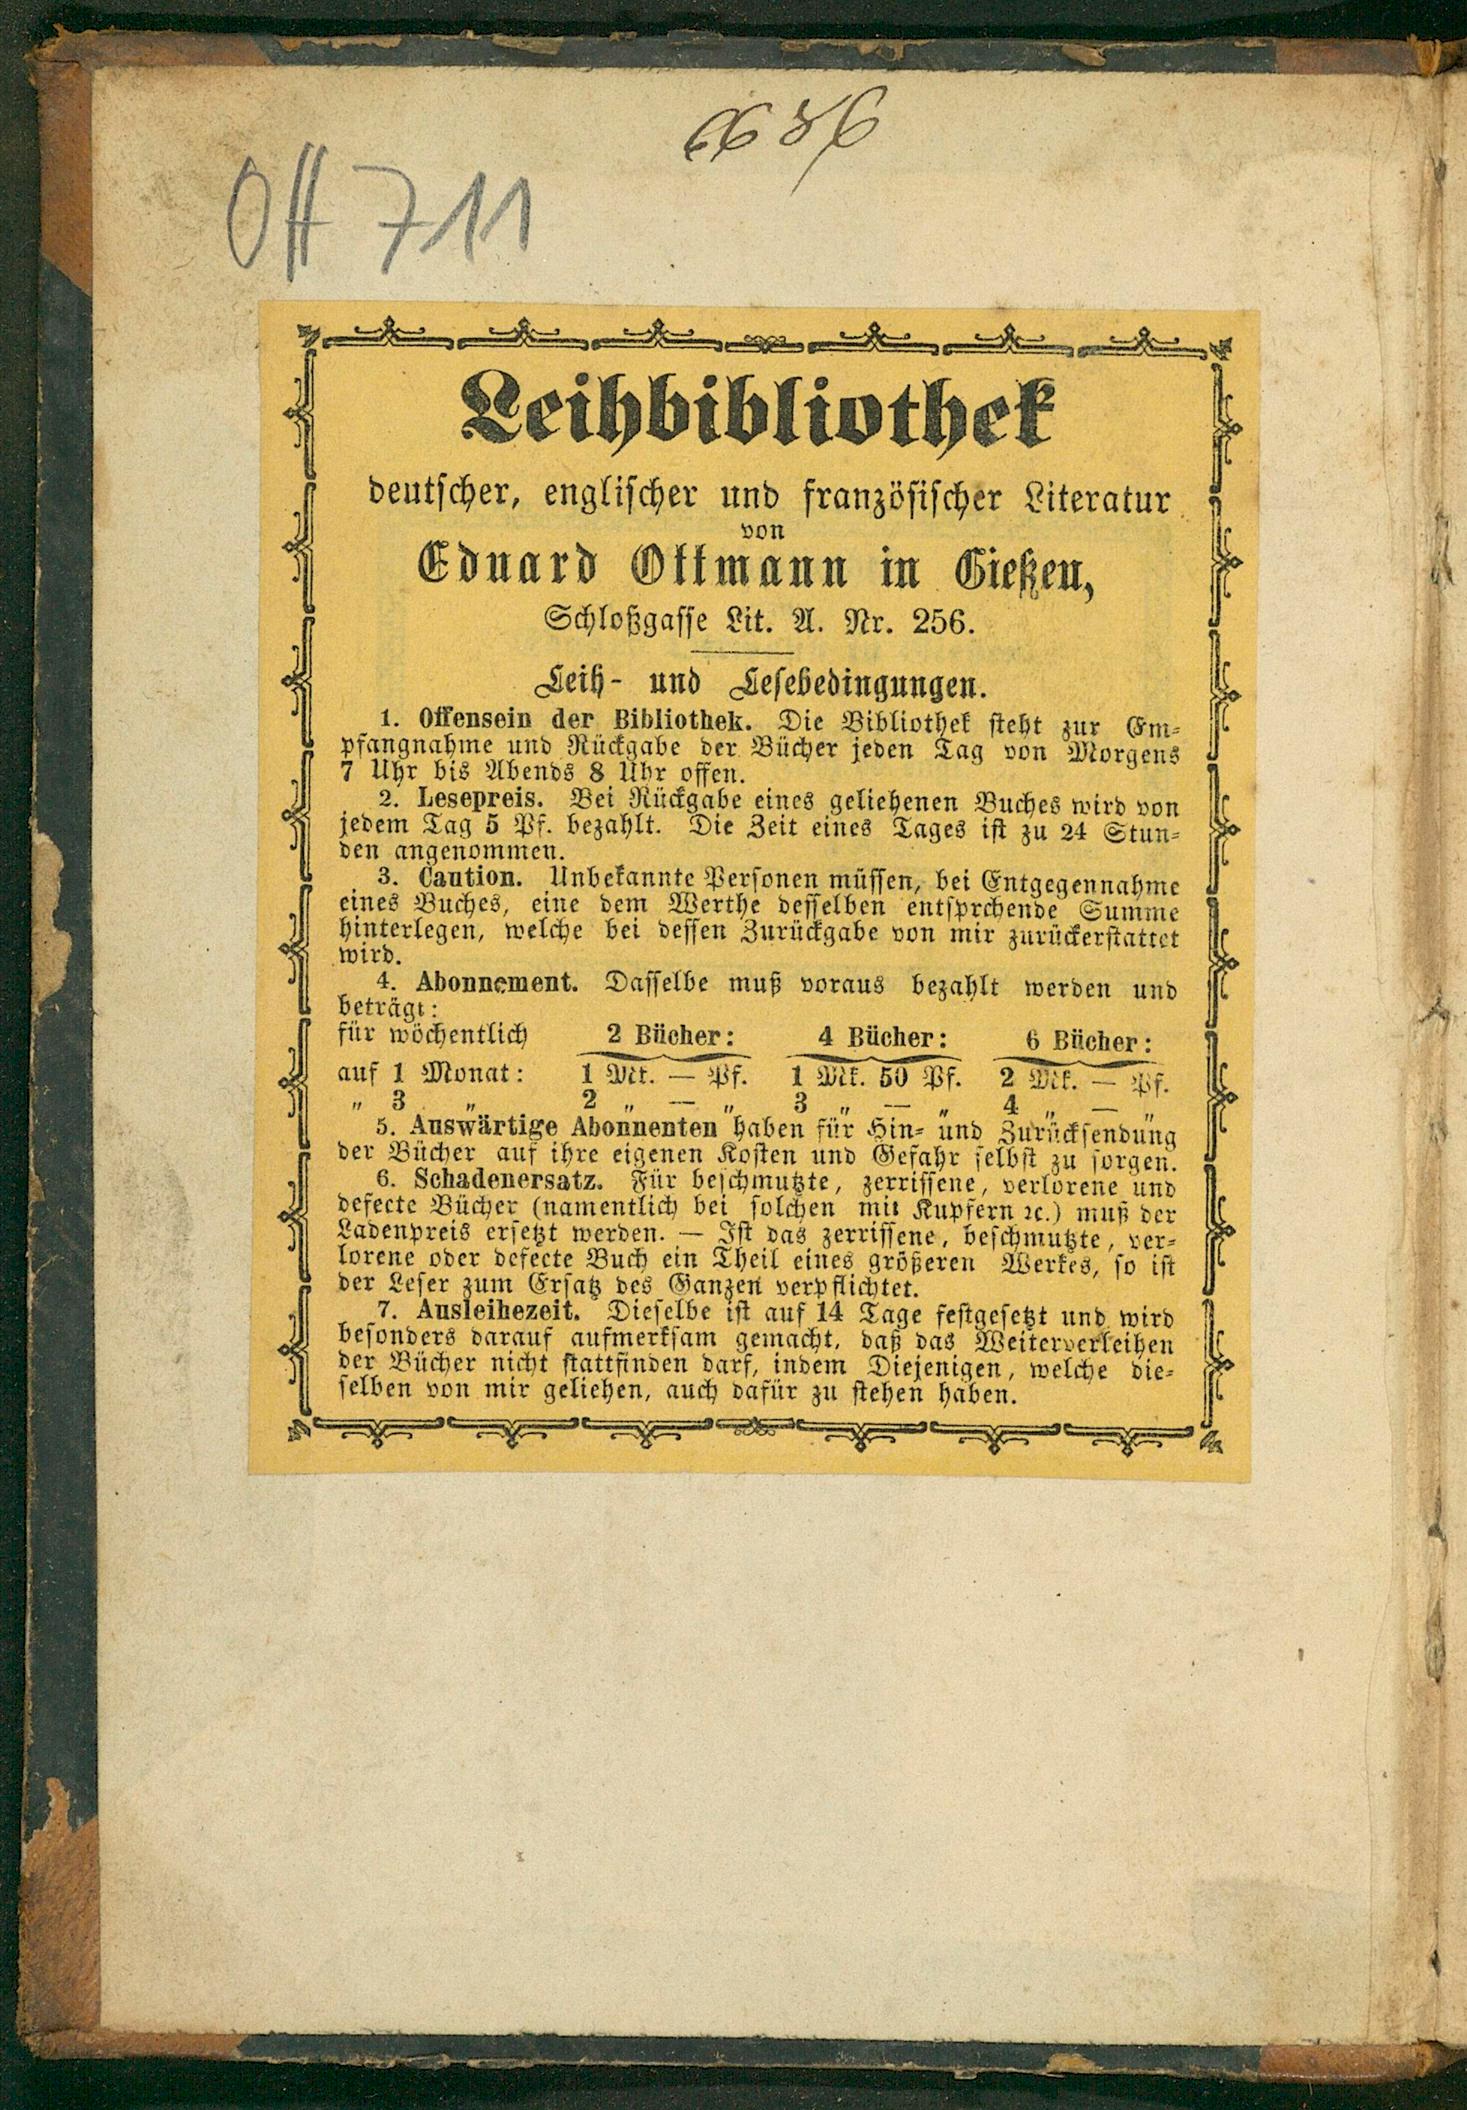 Off 711
Leihbibliothek
deutscher, englischer und französischer Literatur
von
Eduard Ottmann in Gießen,
Schloßgasse Lit. A. Nr. 256.
Leih- und Lesebedingungen.
1. Offensein der Bibliothek. Die Bibliothek steht zur Em-
pfangnahme und Rückgabe der Bücher jeden Tag von Morgens
7 Uhr bis Abends 8 Uhr offen.
2. Lesepreis. Bei Rückgabe eines geliehenen Buches wird von
jedem Tag 5 Pf. bezahlt. Die Zeit eines Tages ist zu 24 Stun-
den angenommen.
3. Caution. Unbekannte Personen müssen, bei Entgegennahme
eines Buches, eine dem Werthe desselben entsprchende Summe
hinterlegen, welche bei dessen Zurückgabe von mir zurückerstattet
wird.
4. Abonnement. Dasselbe muß voraus bezahlt werden und
beträgt:
für wöchentlich 2 Bücher: 4 Bücher: 6 Bücher:
auf 1 Monat: 1 Mk. — Pf. 1 Mk. 50 Pf. 2 Mk. — Pf.
„ 3 „ 2 „ — „ 3 „ — „ 4 „ — „
5. Auswärtige Abonnenten haben für Hin- und Zurücksendung
der Bücher auf ihre eigenen Kosten und Gefahr selbst zu sorgen.
6. Schadenersatz. Für beschmutzte, zerrissene, verlorene und
defecte Bücher (namentlich bei solchen mit Kupfern ꝛc.) muß der
Ladenpreis ersetzt werden. — Ist das zerrissene, beschmutzte, ver-
lorene oder defecte Buch ein Theil eines größeren Werkes, so ist
der Leser zum Ersatz des Ganzen verpflichtet.
7. Ausleihezeit. Dieselbe ist auf 14 Tage festgesetzt und wird
besonders darauf aufmerksam gemacht, daß das Weiterverleihen
der Bücher nicht stattfinden darf, indem Diejenigen, welche die-
selben von mir geliehen, auch dafür zu stehen haben.